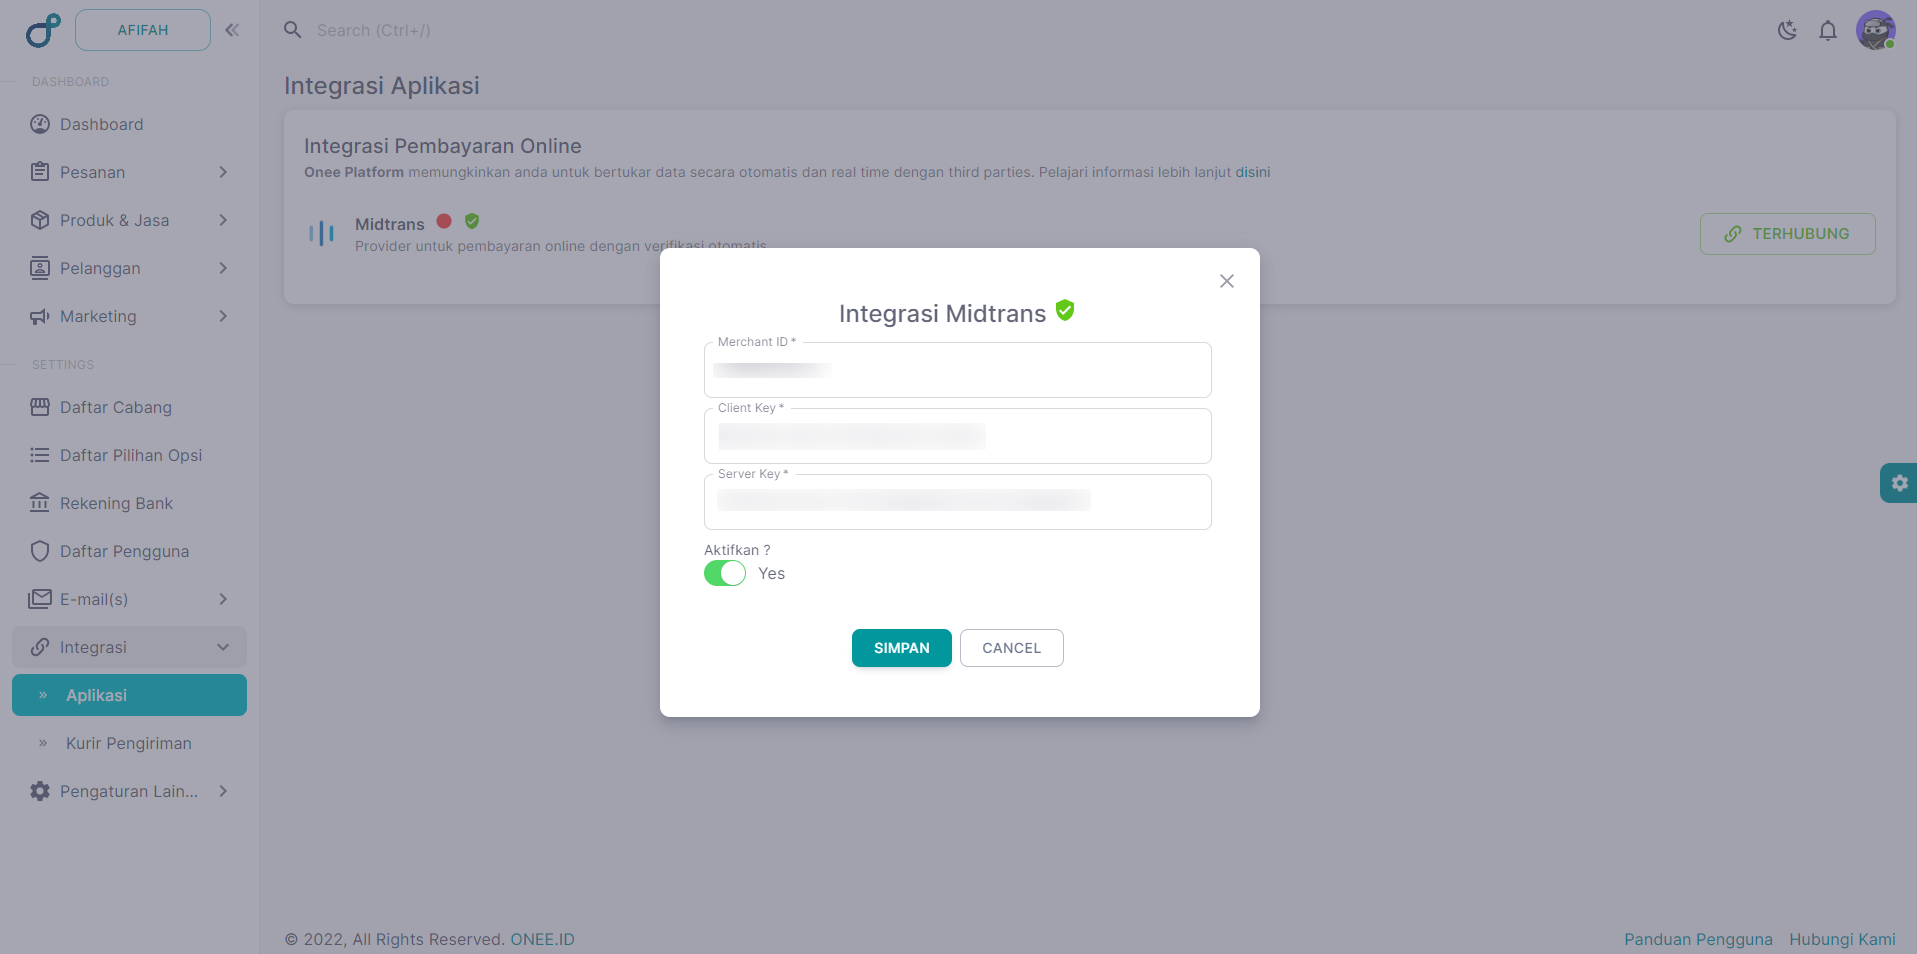 AFIFAH
Search (Ctrl+/)
DASHBOARD
Dashboard
Pesanan
Produk & Jasa
Pelanggan
Marketing
SETTINGS
Daftar Cabang
Daftar Pilihan Opsi
Rekening Bank
Daftar Pengguna
E-mail(s)
Integrasi
» Aplikasi
» Kurir Pengiriman
Pengaturan Lain...
Integrasi Aplikasi
Integrasi Pembayaran Online
Onee Platform memungkinkan anda untuk bertukar data secara otomatis dan real time dengan third parties. Pelajari informasi lebih lanjut disini
Midtrans
Provider untuk pembayaran online dengan verifikasi otomatis
TERHUBUNG
Integrasi Midtrans
Merchant ID *
Client Key *
Server Key *
Aktifkan ?
Yes
SIMPAN
CANCEL
© 2022, All Rights Reserved. ONEE.ID
Panduan Pengguna
Hubungi Kami